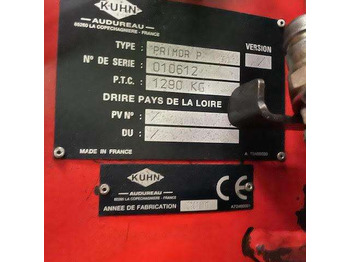 KUHN
AUDUREAU
85260 LA COPECHAGNIERE - FRANCE
TYPE : PRIMOR P VERSION
N° DE SERIE : 010612
P.T.C. : 1290 KG
DRIRE PAYS DE LA LOIRE
PV N° : /
DU : /
MADE IN FRANCE
KUHN
AUDUREAU
85260 LA COPECHAGNIERE - FRANCE
CE
ANNEE DE FABRICATION